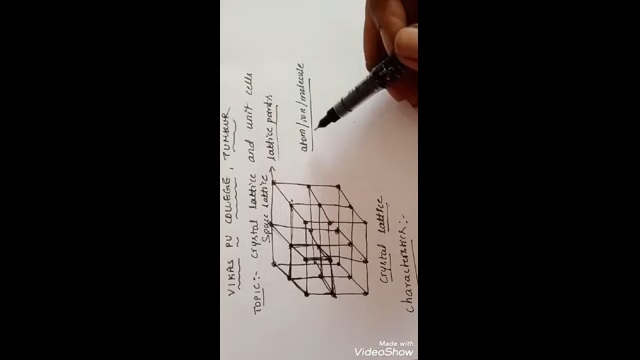 VIKAS PU COLLEGE, TUMKUR
TOPIC:- Crystal lattice and unit cells
Space lattice → lattice points
atom/ion/molecule
crystal lattice
Characteristics:-
Made with
VideoShow